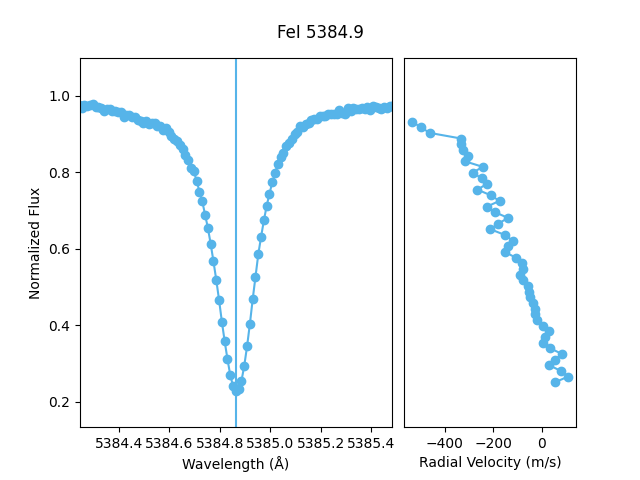 FeI 5384.9
Normalized Flux
1.0
0.8
0.6
0.4
0.2
5384.4 5384.6 5384.8 5385.0 5385.2 5385.4
Wavelength (Å)
−400 −200 0
Radial Velocity (m/s)